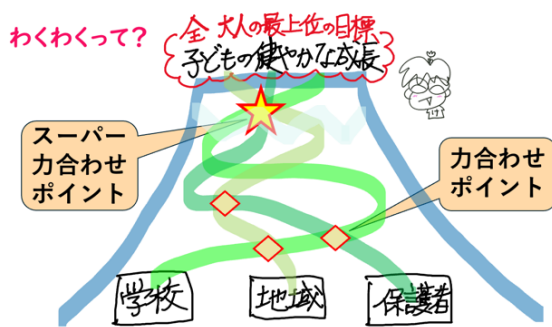 わくわくって?
全 大人の最上位の目標
子どもの健やかな成長
スーパー
力合わせ
ポイント
力合わせ
ポイント
学校
地域
保護者